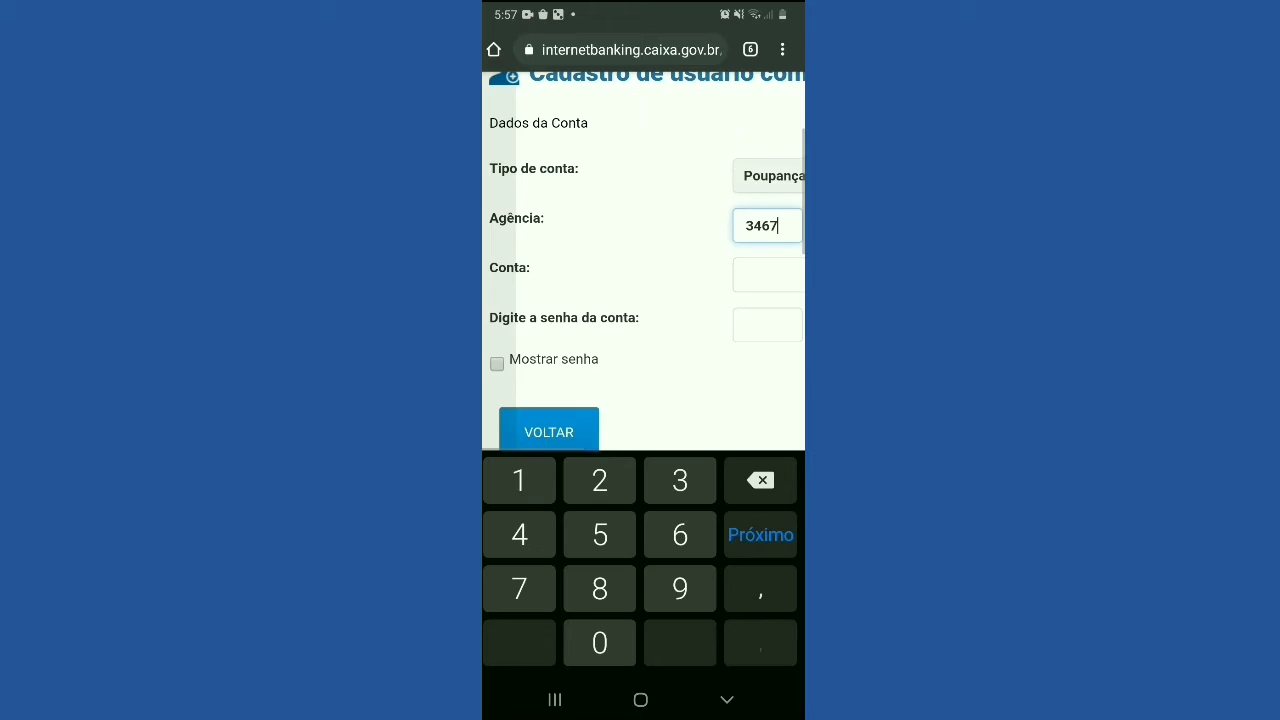 5:57
internetbanking.caixa.gov.br, 6
Cadastro de usuário com
Dados da Conta
Tipo de conta:
Poupança
Agência:
3467
Conta:
Digite a senha da conta:
Mostrar senha
VOLTAR
1 2 3
4 5 6 Próximo
7 8 9 ,
0 ,